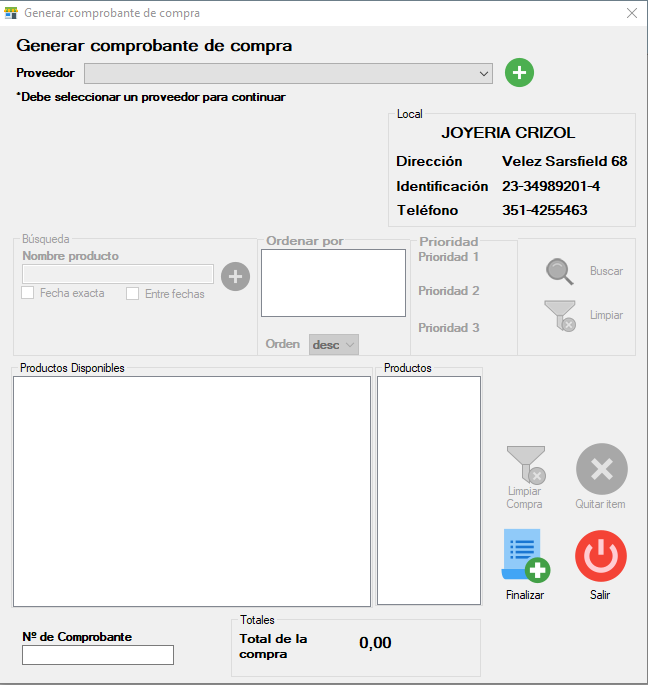 Generar comprobante de compra
Generar comprobante de compra
Proveedor
*Debe seleccionar un proveedor para continuar
Local
JOYERIA CRIZOL
Dirección Velez Sarsfield 68
Identificación 23-34989201-4
Teléfono 351-4255463
Búsqueda
Nombre producto
Fecha exacta Entre fechas
Ordenar por
Orden desc
Prioridad
Prioridad 1
Prioridad 2
Prioridad 3
Buscar
Limpiar
Productos Disponibles
Productos
Limpiar
Compra
Quitar item
Finalizar
Salir
Nº de Comprobante
Totales
Total de la
compra
0,00